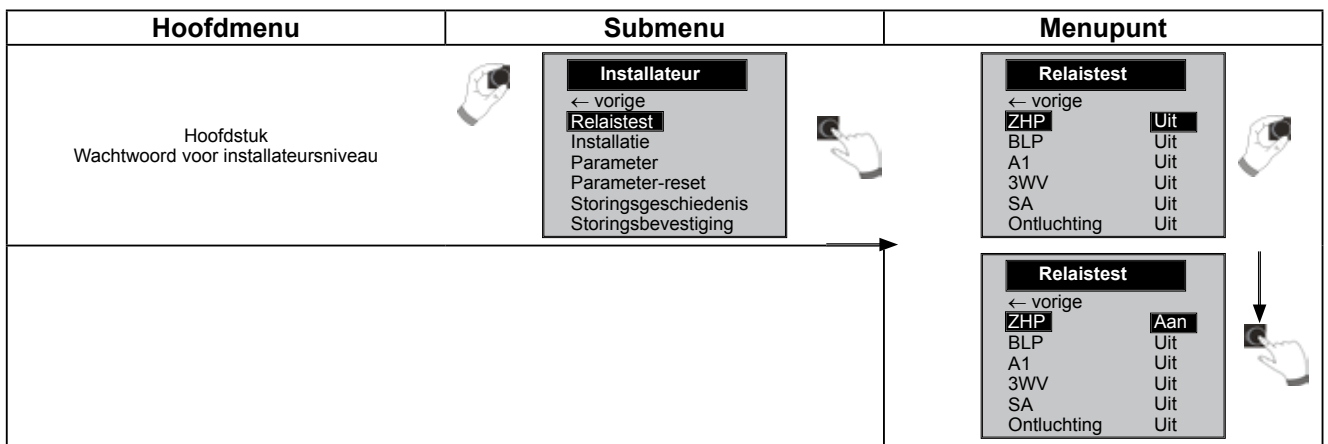 Hoofdmenu
Submenu
Menupunt
Hoofdstuk
Wachtwoord voor installateursniveau
Installateur
← vorige
Relaistest
Installatie
Parameter
Parameter-reset
Storingsgeschiedenis
Storingsbevestiging
Relaistest
← vorige
ZHP Uit
BLP Uit
A1 Uit
3WV Uit
SA Uit
Ontluchting Uit
Relaistest
← vorige
ZHP Aan
BLP Uit
A1 Uit
3WV Uit
SA Uit
Ontluchting Uit